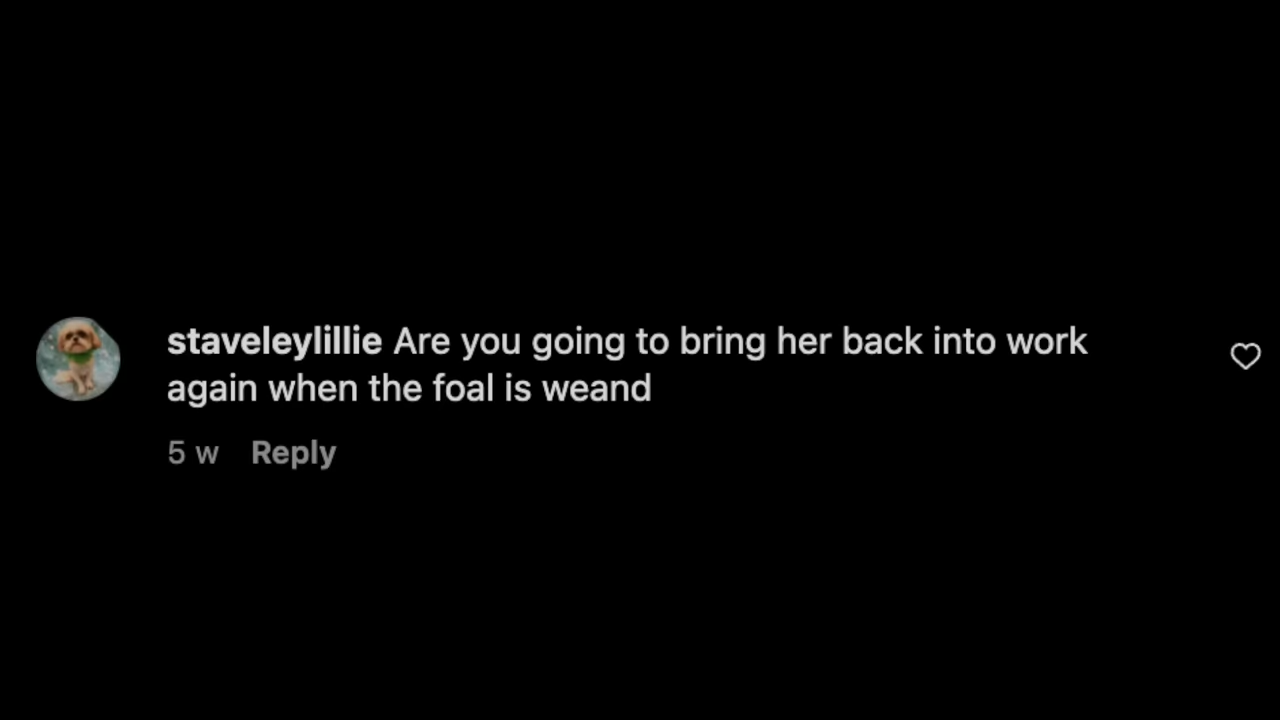 staveleylillie Are you going to bring her back into work
again when the foal is weand
5 w Reply